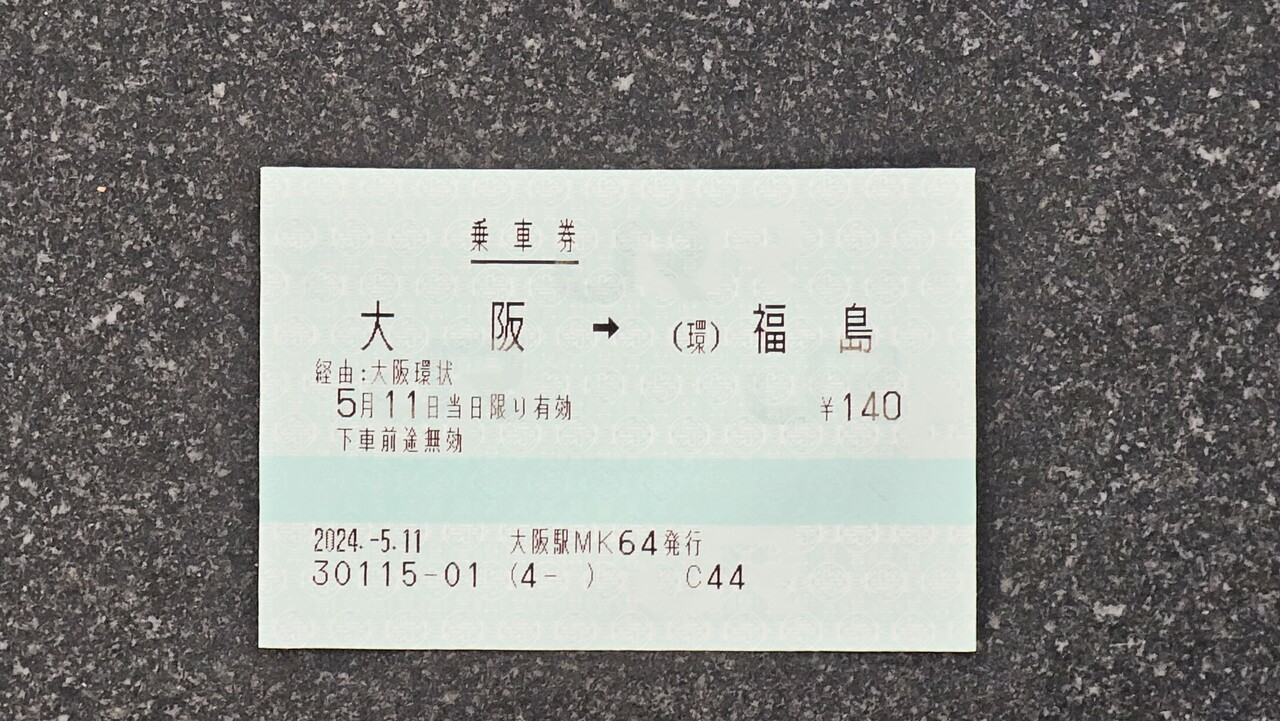 乗車券
大阪 → (環)福島
経由:大阪環状
5月11日当日限り有効 ¥140
下車前途無効
2024.-5.11 大阪駅MK64発行
30115-01 (4- ) C44